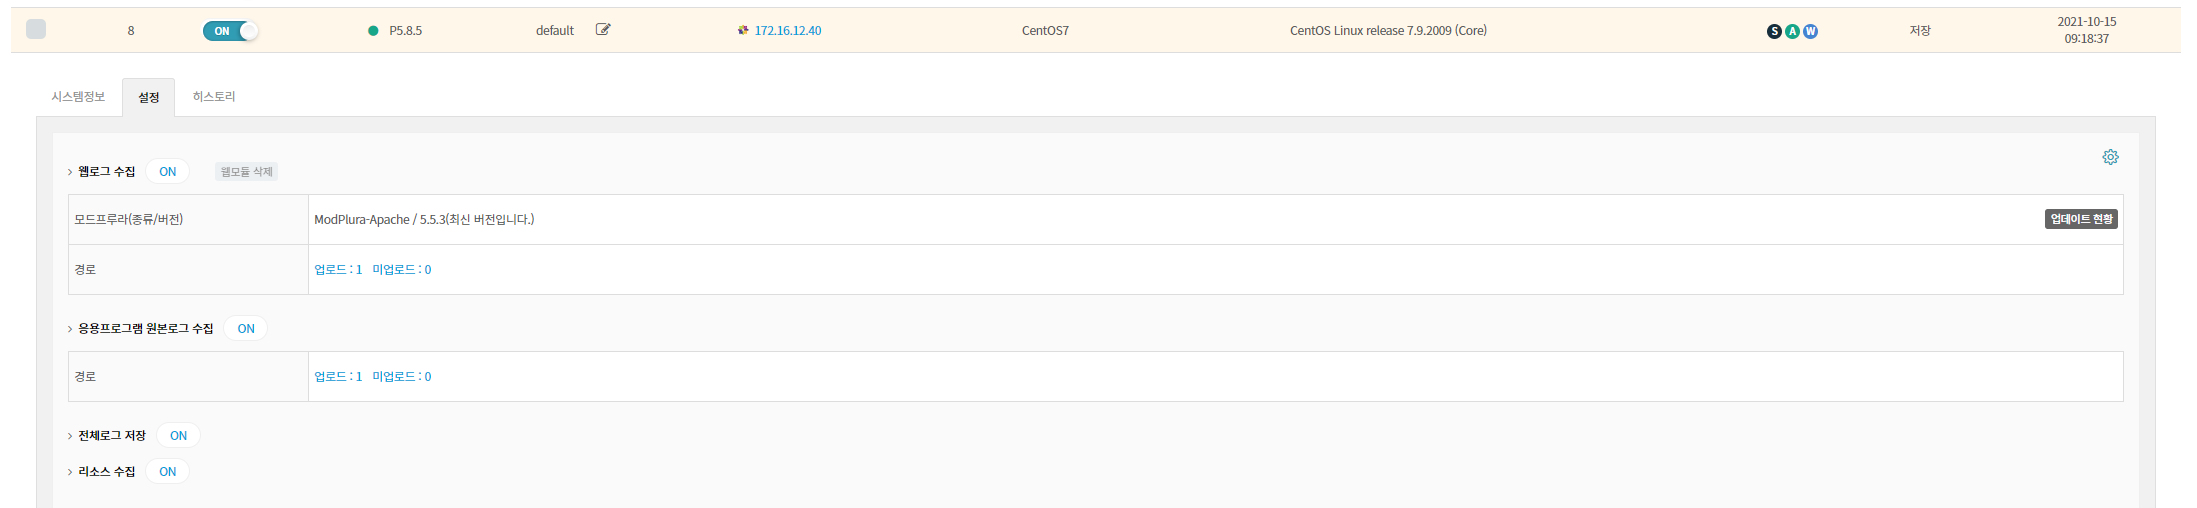 8 ON P5.8.5 default 172.16.12.40 CentOS7 CentOS Linux release 7.9.2009 (Core) S A W 저장 2021-10-15
09:18:37
시스템정보 설정 히스토리
웹로그 수집 ON 웹모듈 삭제
모드프루라(종류/버전) ModPlura-Apache / 5.5.3(최신 버전입니다.) 업데이트 현황
경로 업로드 : 1 미업로드 : 0
응용프로그램 원본로그 수집 ON
경로 업로드 : 1 미업로드 : 0
전체로그 저장 ON
리소스 수집 ON